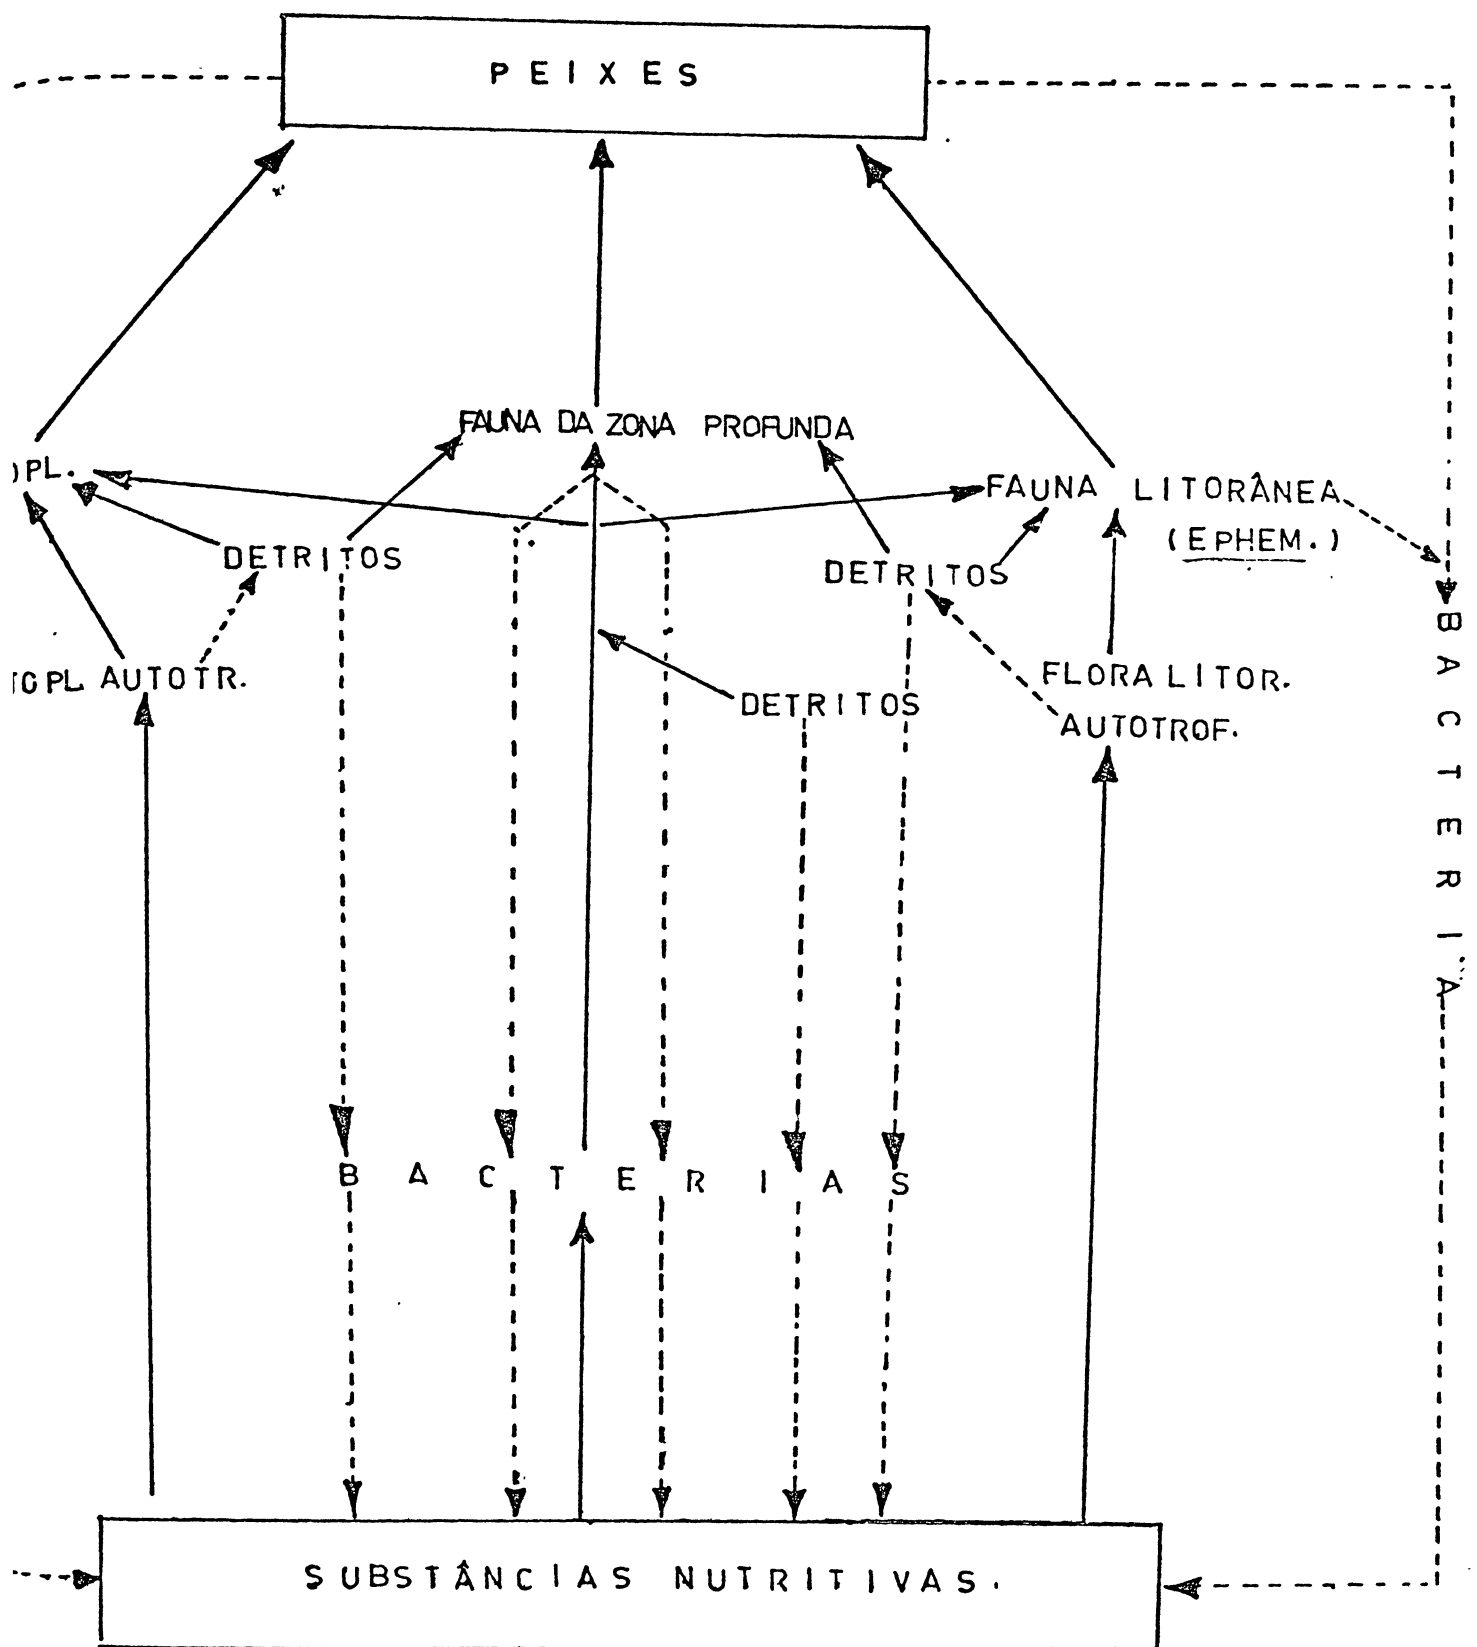 PEIXES
FAUNA DA ZONA PROFUNDA
PL.
FAUNA LITORÂNEA
(EPHEM.)
DETRITOS
DETRITOS
AUTOTR.
FLORA LITOR.
AUTOTROF.
DETRITOS
BACTERIA
BACTERIAS
SUBSTÂNCIAS NUTRITIVAS.